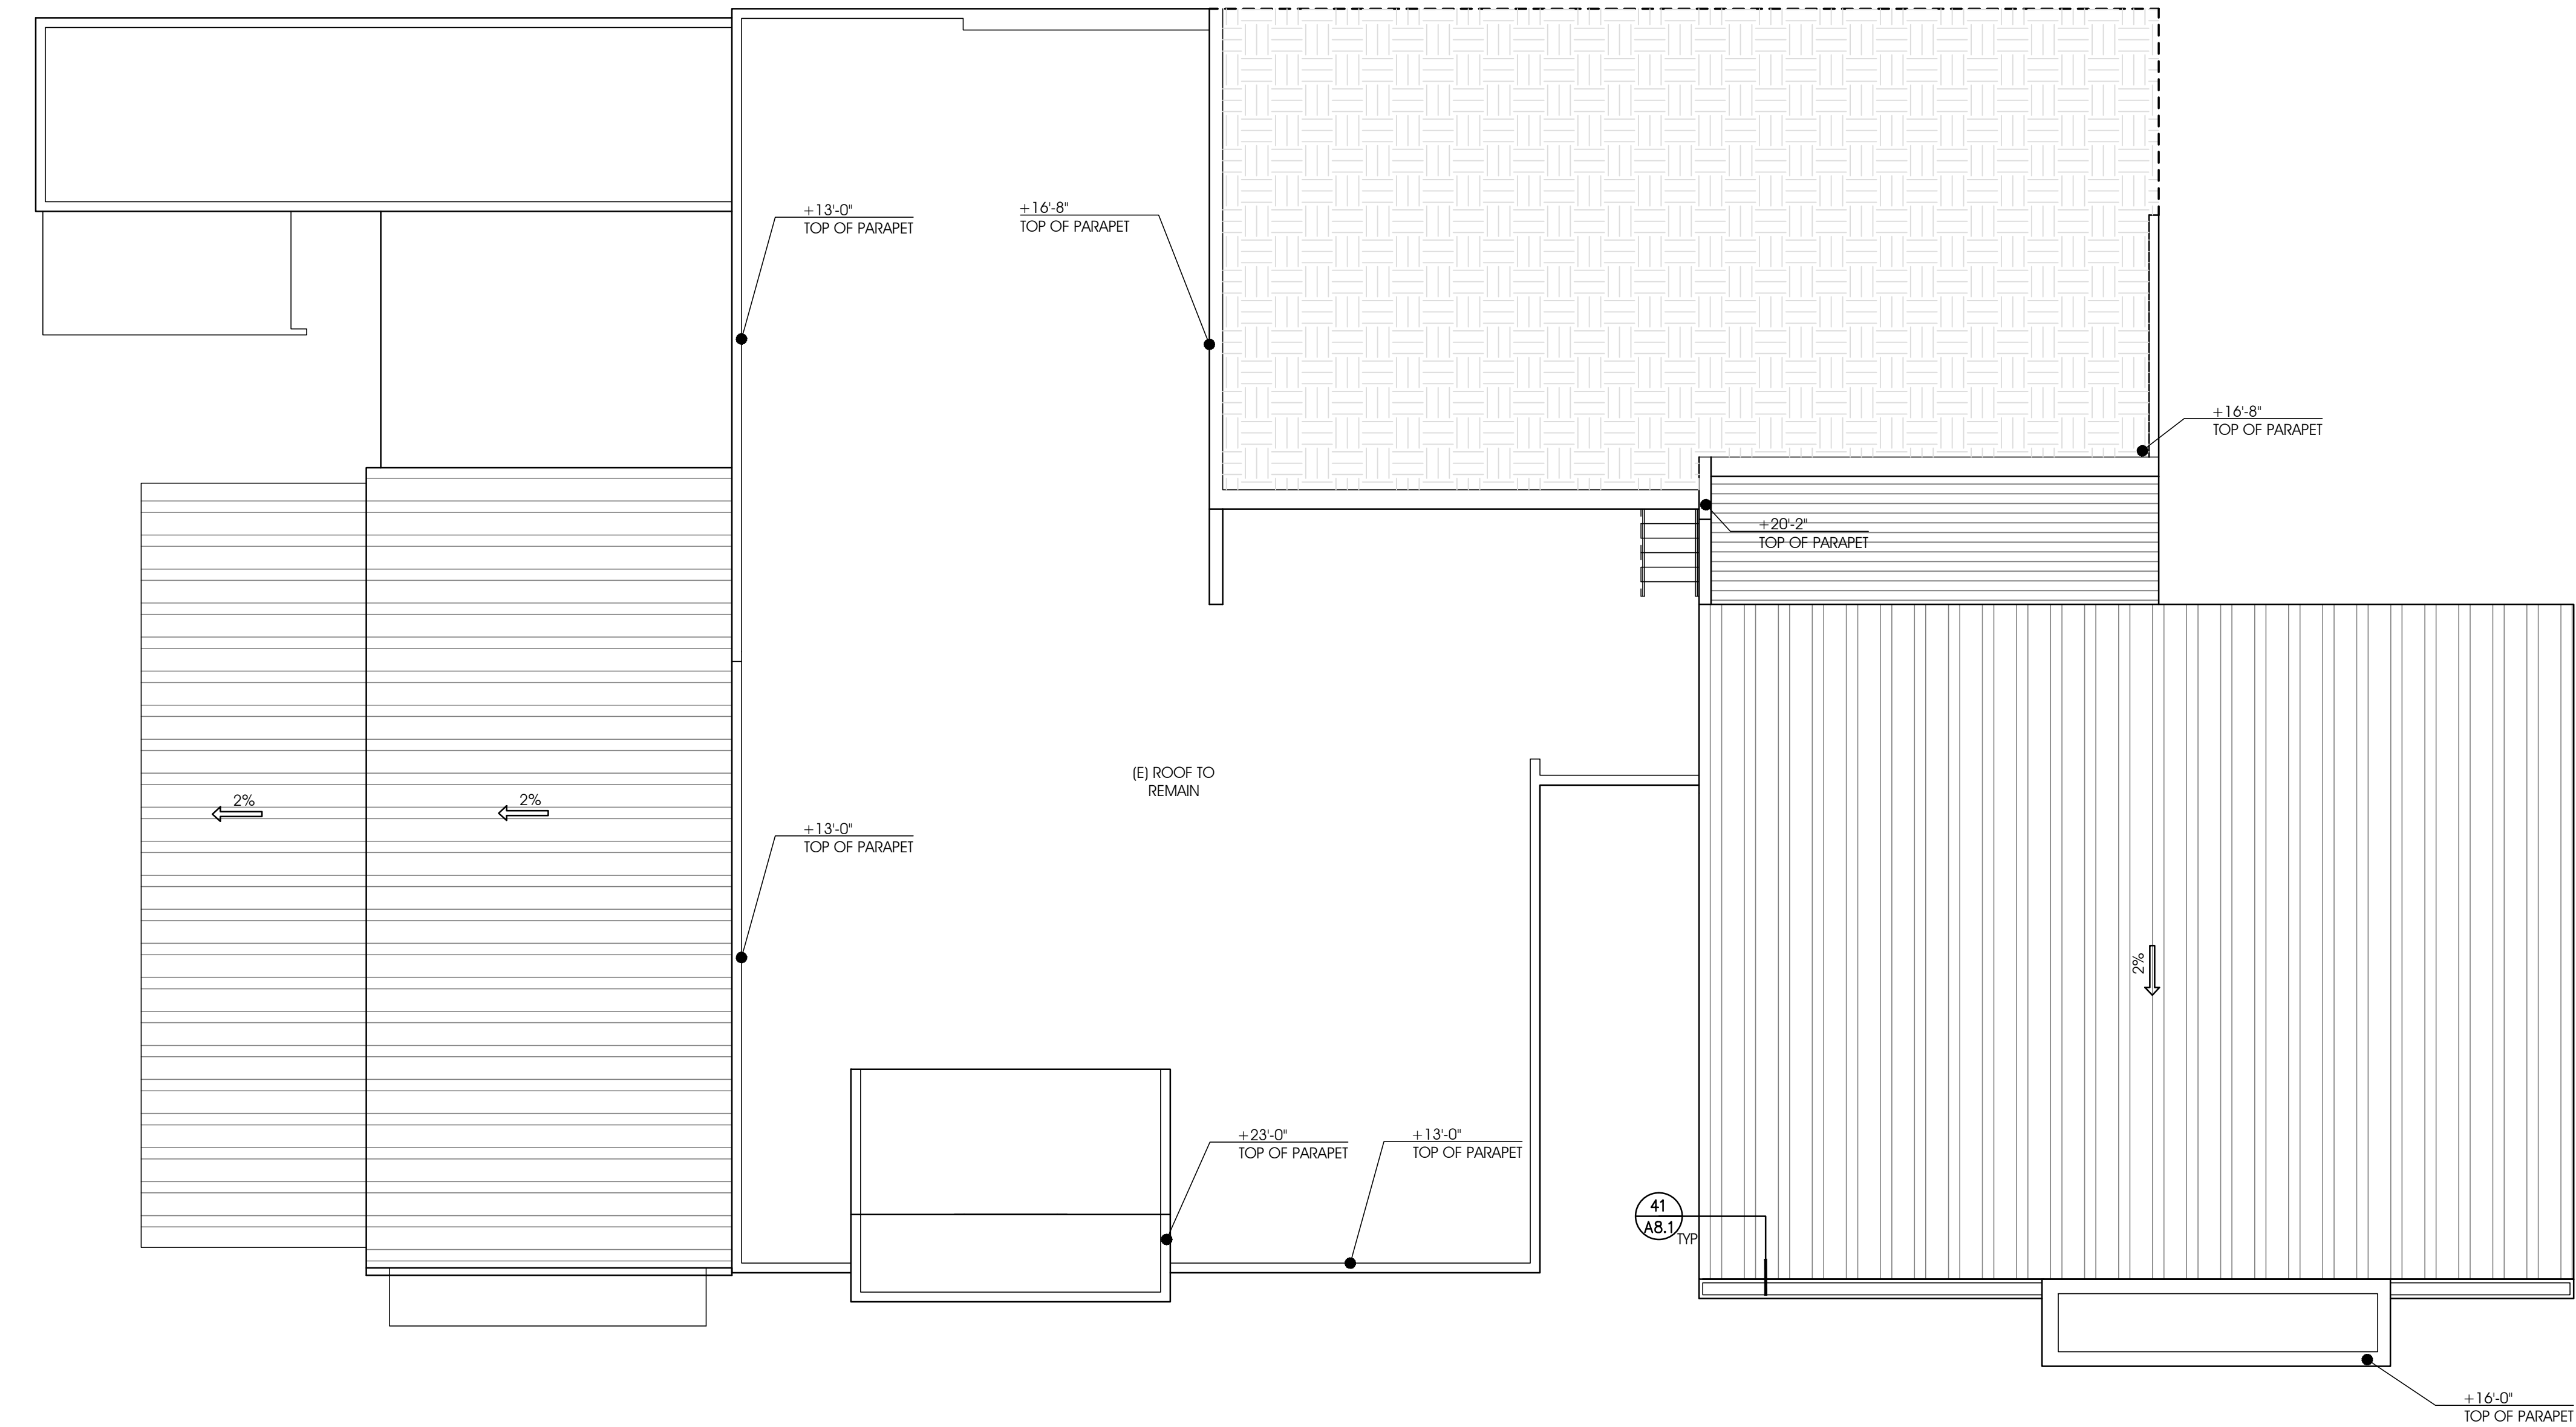 +13'-0"
TOP OF PARAPET
+16'-8"
TOP OF PARAPET
+16'-8"
TOP OF PARAPET
+20'-2"
TOP OF PARAPET
(E) ROOF TO
REMAIN
2%
2%
+13'-0"
TOP OF PARAPET
2%
+23'-0"
TOP OF PARAPET
+13'-0"
TOP OF PARAPET
41
A8.1
TYP
+16'-0"
TOP OF PARAPET